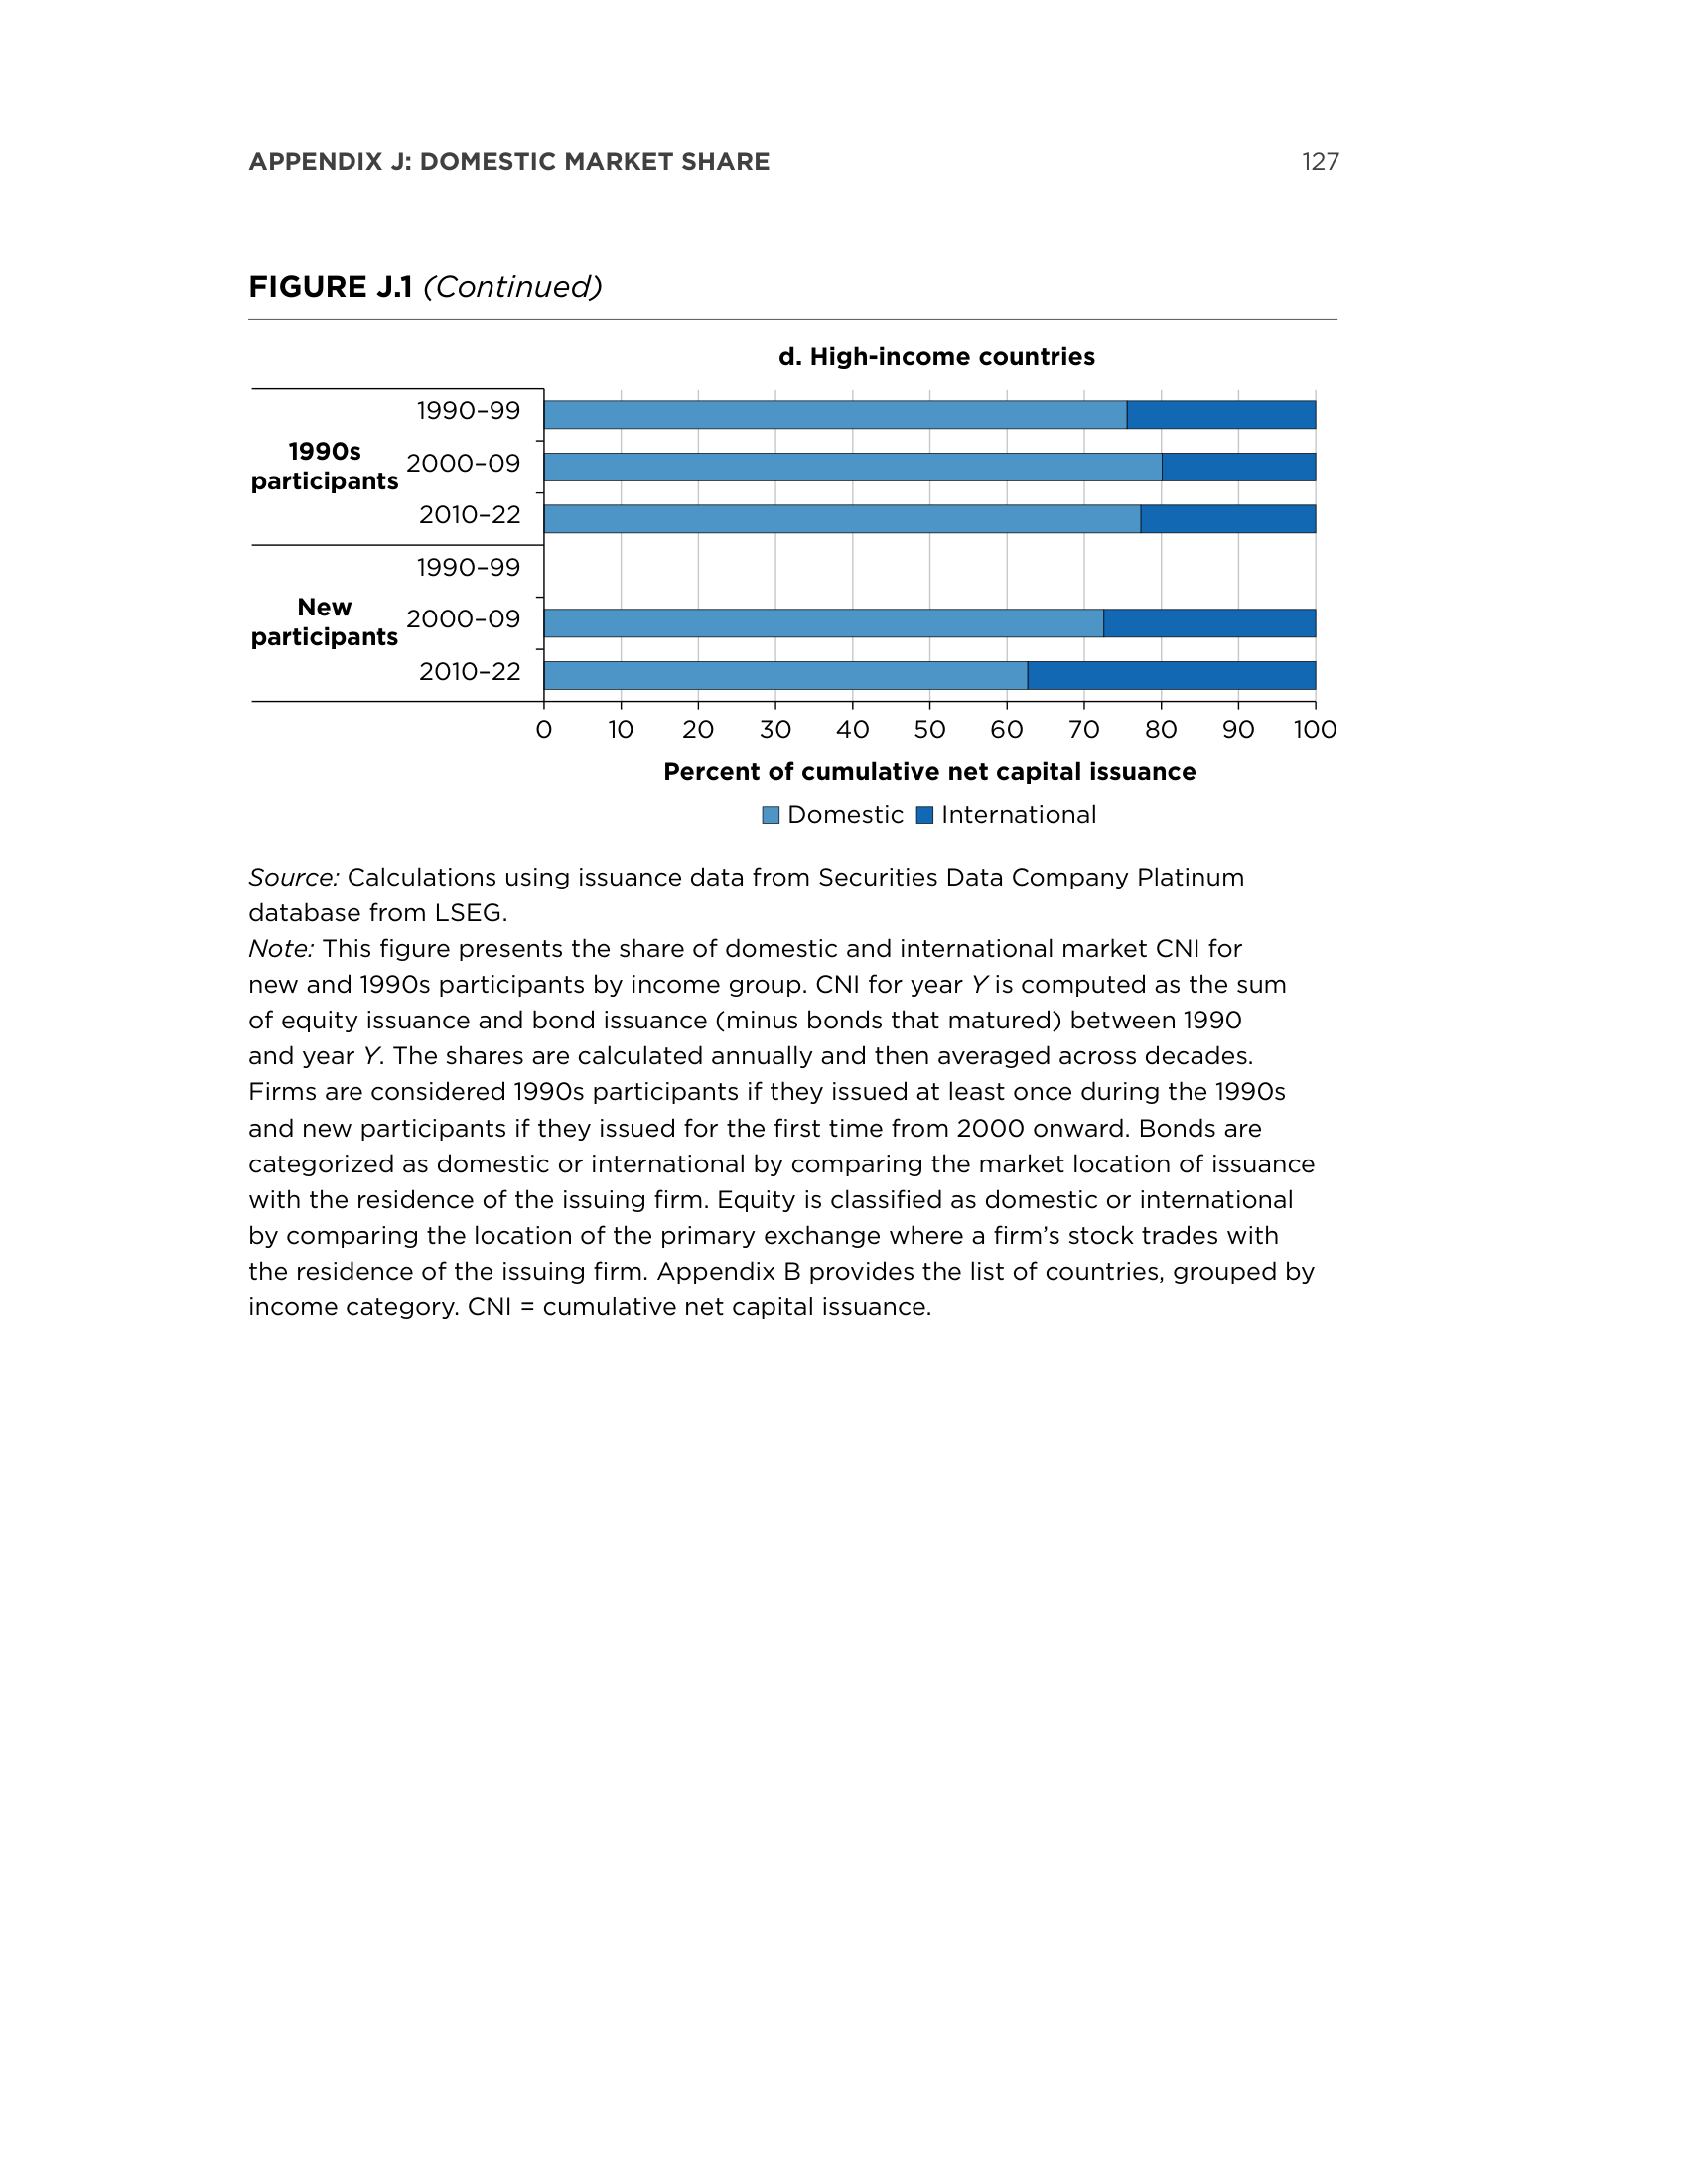 APPENDIX J: DOMESTIC MARKET SHARE 127
FIGURE J.1 (Continued)
d. High-income countries
1990s participants
1990–99
2000–09
2010–22
New participants
1990–99
2000–09
2010–22
0 10 20 30 40 50 60 70 80 90 100
Percent of cumulative net capital issuance
Domestic International
Source: Calculations using issuance data from Securities Data Company Platinum
database from LSEG.
Note: This figure presents the share of domestic and international market CNI for
new and 1990s participants by income group. CNI for year Y is computed as the sum
of equity issuance and bond issuance (minus bonds that matured) between 1990
and year Y. The shares are calculated annually and then averaged across decades.
Firms are considered 1990s participants if they issued at least once during the 1990s
and new participants if they issued for the first time from 2000 onward. Bonds are
categorized as domestic or international by comparing the market location of issuance
with the residence of the issuing firm. Equity is classified as domestic or international
by comparing the location of the primary exchange where a firm’s stock trades with
the residence of the issuing firm. Appendix B provides the list of countries, grouped by
income category. CNI = cumulative net capital issuance.